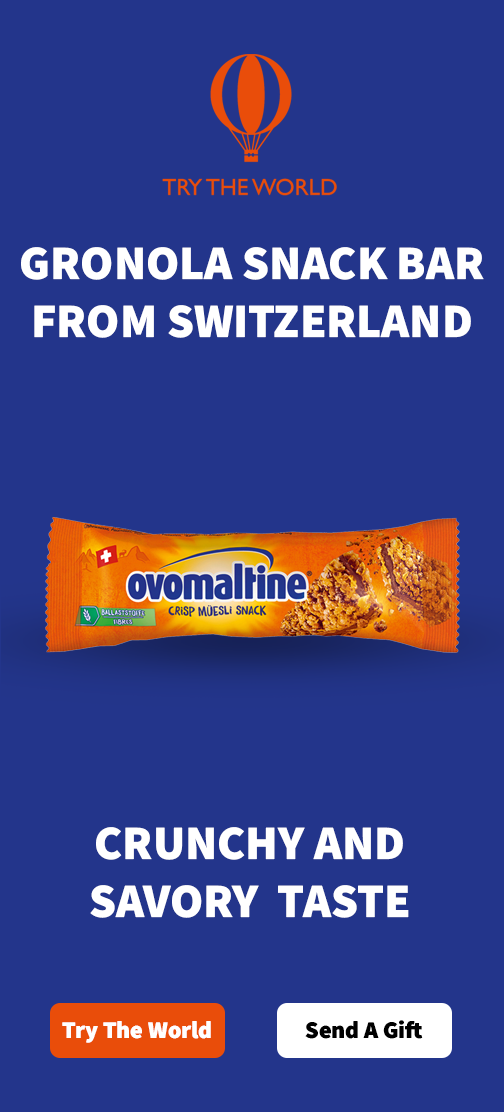 TRY THE WORLD
GRONOLA SNACK BAR
FROM SWITZERLAND
ovomaltine
CRISP MÜESLI SNACK
BALLASTSTOFFE
FIBRES
CRUNCHY AND
SAVORY TASTE
Try The World
Send A Gift